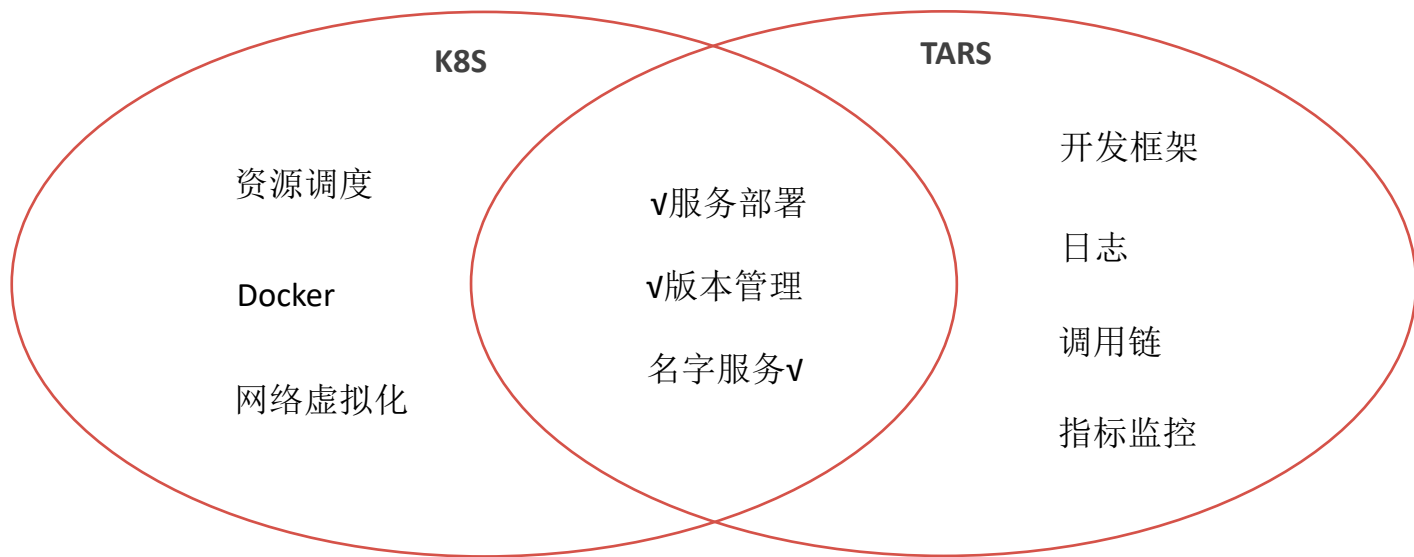 K8S
资源调度
Docker
网络虚拟化
√服务部署
√版本管理
名字服务√
TARS
开发框架
日志
调用链
指标监控